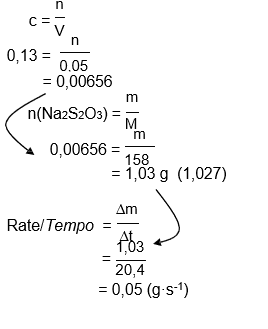 c = n/V
0,13 = n/0,05
= 0,00656
n(Na₂S₂O₃) = m/M
0,00656 = m/158
= 1,03 g (1,027)
Rate/Tempo = Δm/Δt
= 1,03/20,4
= 0,05 (g·s⁻¹)